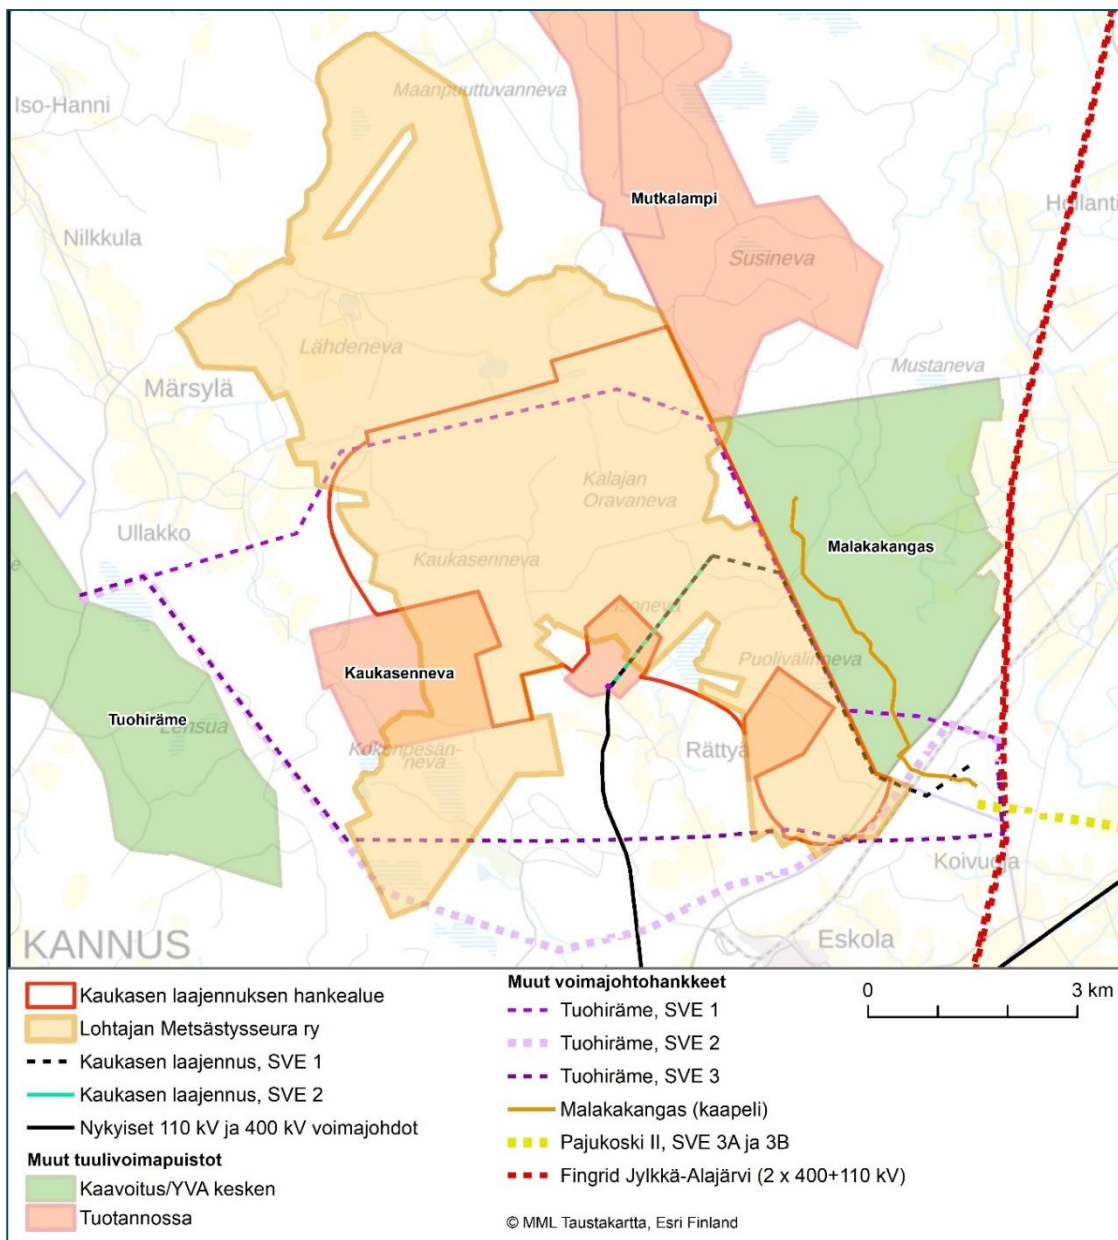 Iso-Hanni
Maanpuuttuvanneva
Mutkalampi
Hollanti
Nilkkula
Susineva
Lähdeneva
Mustaneva
Märsylä
Kalajan
Oravaneva
Ullakko
Malakakangas
Kaukasenneva
Isoneva
Puolivälinneva
Kaukasenneva
Tuohiräme
Lensua
Kokonpesän-
neva
Rättyä
Koivuoja
KANNUS
Eskola
Kaukasen laajennuksen hankealue
Lohtajan Metsästysseura ry
Kaukasen laajennus, SVE 1
Kaukasen laajennus, SVE 2
Nykyiset 110 kV ja 400 kV voimajohdot
Muut tuulivoimapuistot
Kaavoitus/YVA kesken
Tuotannossa
Muut voimajohtohankkeet
Tuohiräme, SVE 1
Tuohiräme, SVE 2
Tuohiräme, SVE 3
Malakakangas (kaapeli)
Pajukoski II, SVE 3A ja 3B
Fingrid Jylkkä-Alajärvi (2 x 400+110 kV)
0 3 km
© MML Taustakartta, Esri Finland